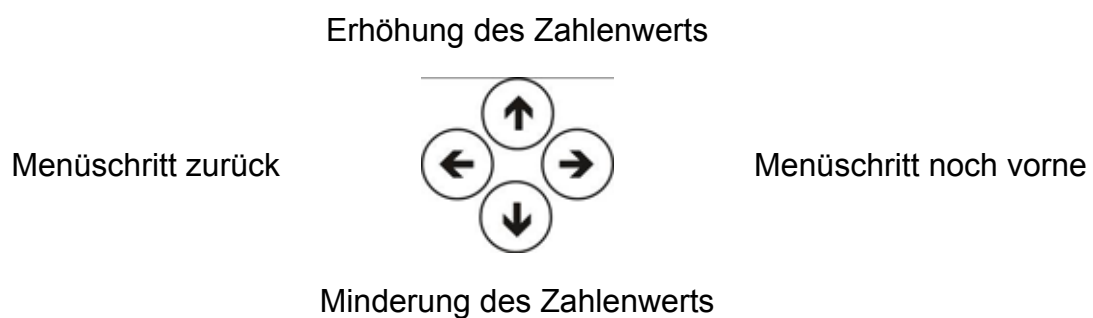 Erhöhung des Zahlenwerts
Menüschritt zurück
Menüschritt noch vorne
Minderung des Zahlenwerts